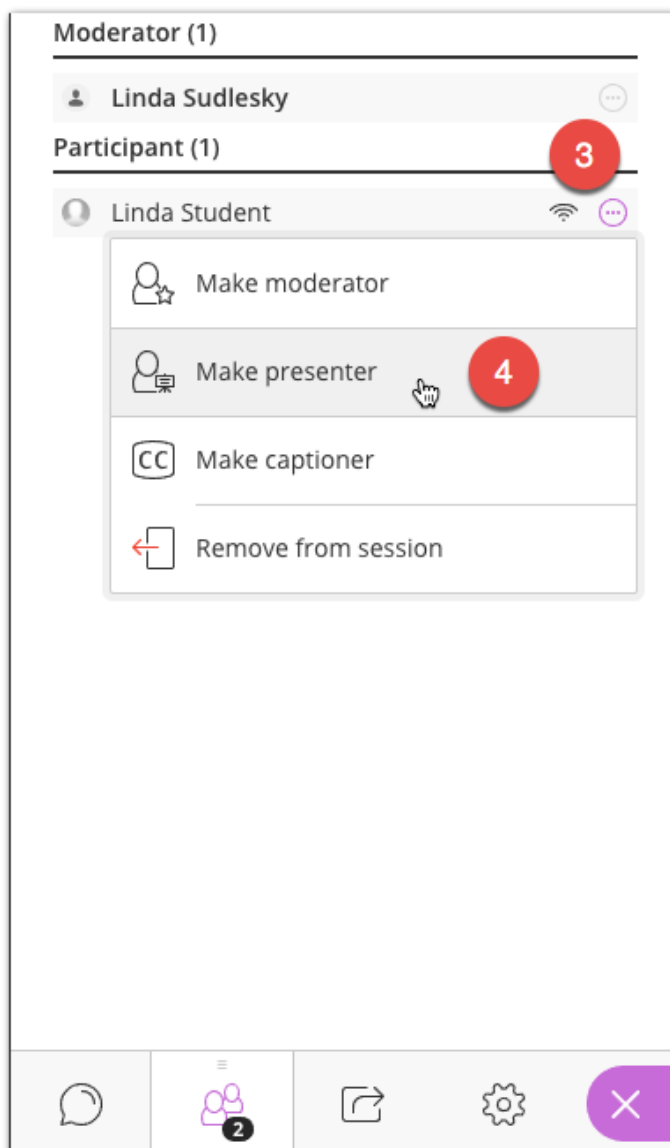 Moderator (1)
Linda Sudlesky
Participant (1)
3
Linda Student
Make moderator
Make presenter
4
CC Make captioner
Remove from session
2